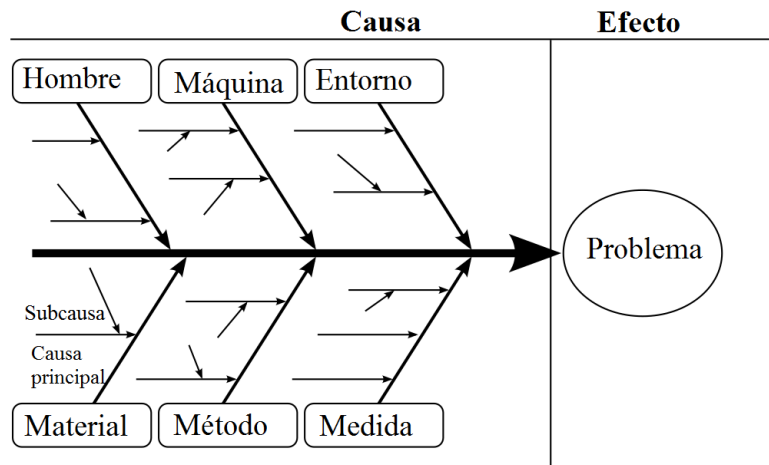 Causa
Efecto
Hombre
Máquina
Entorno
Problema
Subcausa
Causa
principal
Material
Método
Medida